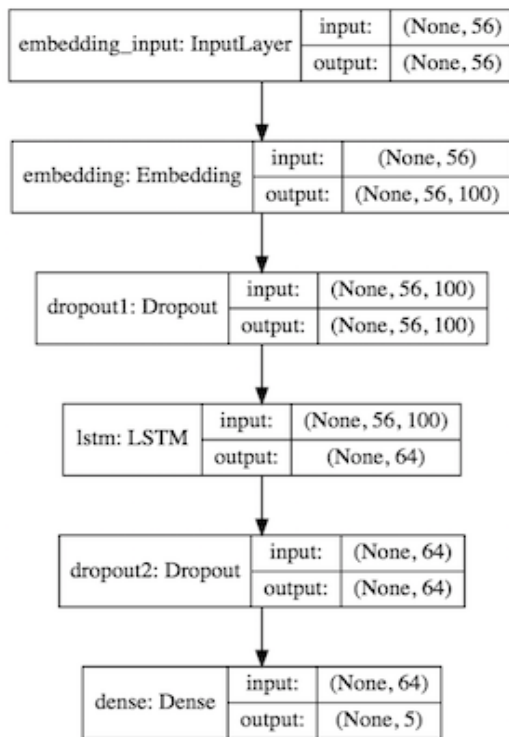 embedding_input: InputLayer
input: (None, 56)
output: (None, 56)
embedding: Embedding
input: (None, 56)
output: (None, 56, 100)
dropout1: Dropout
input: (None, 56, 100)
output: (None, 56, 100)
lstm: LSTM
input: (None, 56, 100)
output: (None, 64)
dropout2: Dropout
input: (None, 64)
output: (None, 64)
dense: Dense
input: (None, 64)
output: (None, 5)